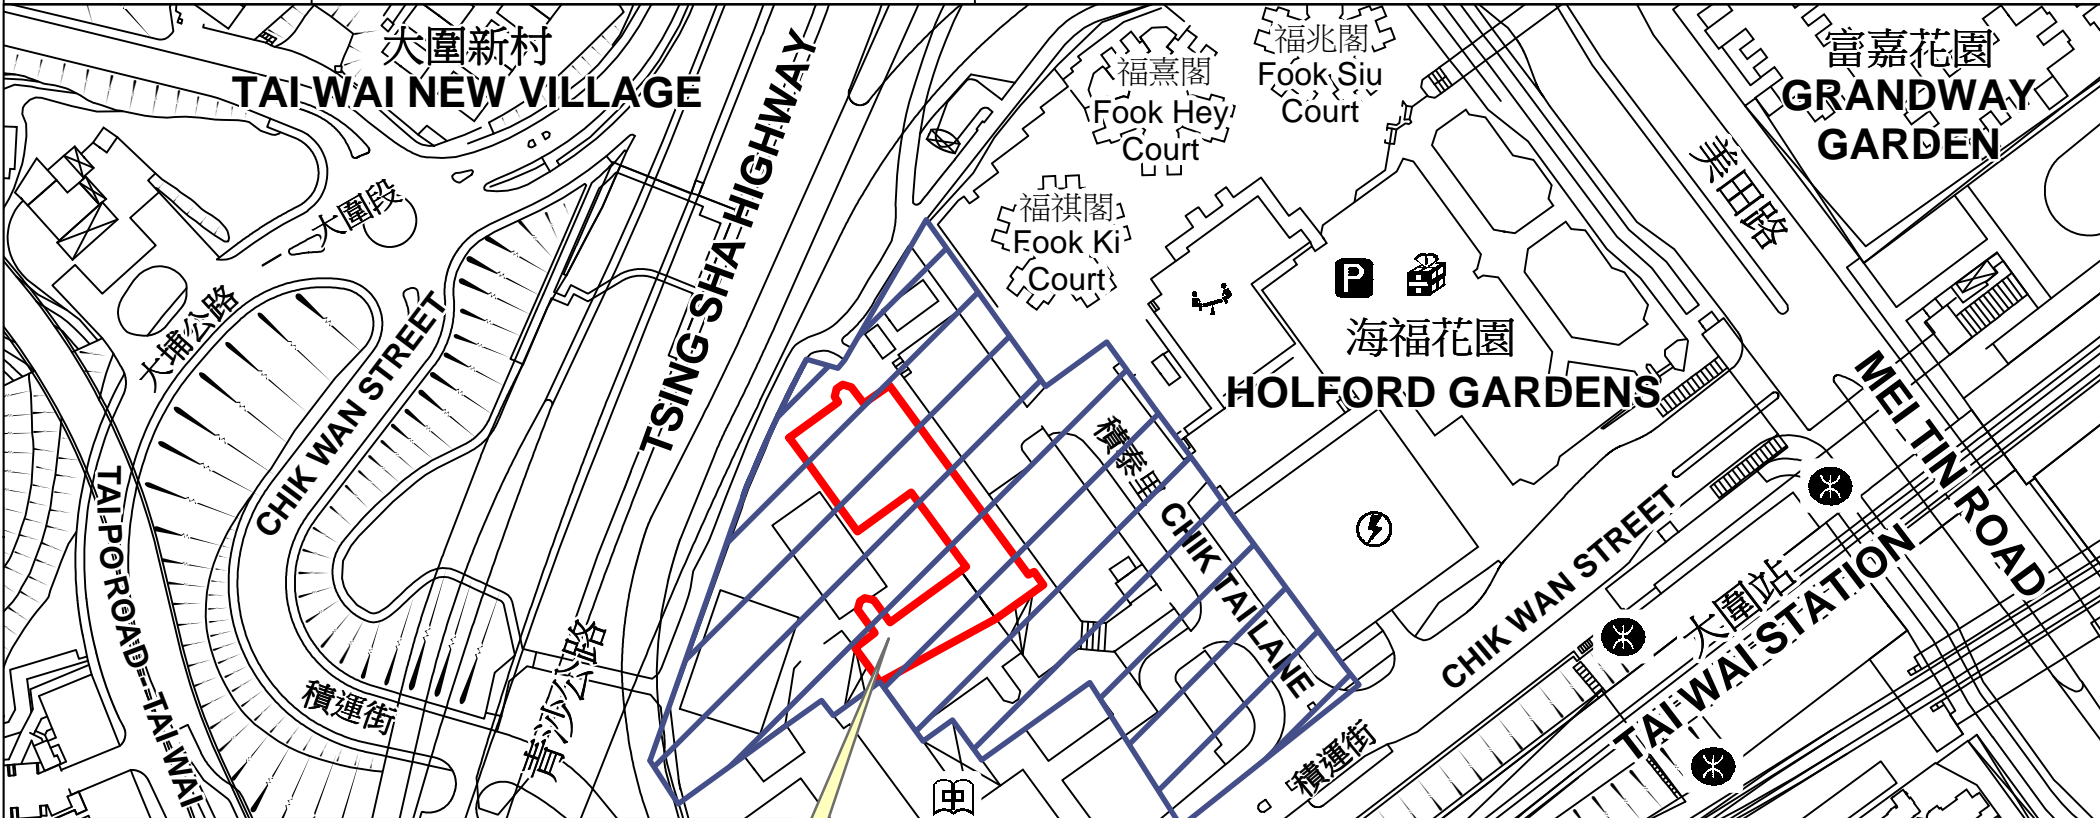 大圍新村
TAI WAI NEW VILLAGE
TSING SHA HIGHWAY
福熹閣
Fook Hey
Court
福兆閣
Fook Siu
Court
富嘉花園
GRANDWAY
GARDEN
美田路
大圍段
福祺閣
Fook Ki
Court
P
大埔公路
CHIK WAN STREET
海福花園
HOLFORD GARDENS
MEI TIN ROAD
積泰里
CHIK TAI LANE
TAI PO ROAD - TAI WAI
CHIK WAN STREET
大圍站
TAI WAI STATION
青沙公路
積運街
積運街
中